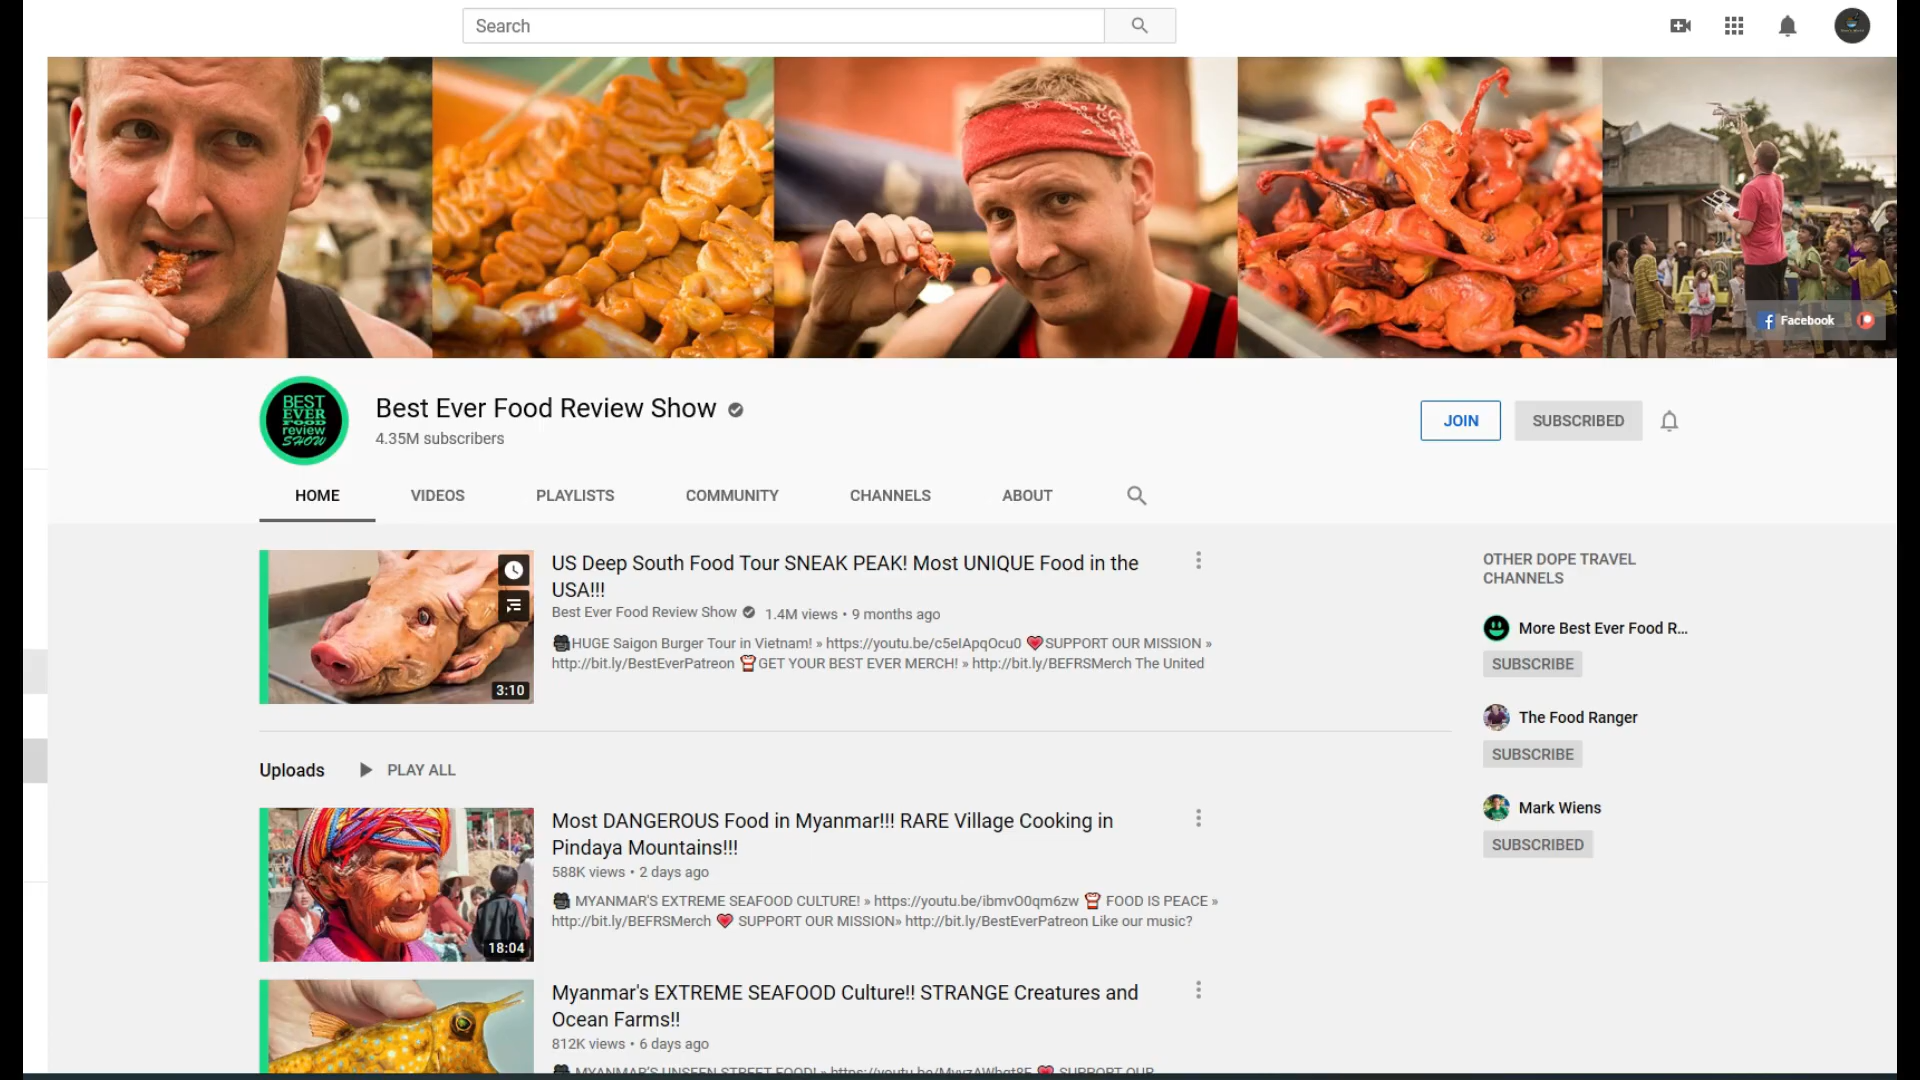 Search
Facebook
BEST
EVER
FOOD
review
SHOW
Best Ever Food Review Show
4.35M subscribers
JOIN
SUBSCRIBED
HOME
VIDEOS
PLAYLISTS
COMMUNITY
CHANNELS
ABOUT
3:10
US Deep South Food Tour SNEAK PEAK! Most UNIQUE Food in the
USA!!!
Best Ever Food Review Show 1.4M views • 9 months ago
HUGE Saigon Burger Tour in Vietnam! » https://youtu.be/c5eIApqOcu0 SUPPORT OUR MISSION »
http://bit.ly/BestEverPatreon GET YOUR BEST EVER MERCH! » http://bit.ly/BEFRSMerch The United
Uploads
PLAY ALL
18:04
Most DANGEROUS Food in Myanmar!!! RARE Village Cooking in
Pindaya Mountains!!!
588K views • 2 days ago
MYANMAR'S EXTREME SEAFOOD CULTURE! » https://youtu.be/ibmvO0qm6zw FOOD IS PEACE »
http://bit.ly/BEFRSMerch SUPPORT OUR MISSION» http://bit.ly/BestEverPatreon Like our music?
Myanmar's EXTREME SEAFOOD Culture!! STRANGE Creatures and
Ocean Farms!!
812K views • 6 days ago
MYANMAR'S UNSEEN STREET FOOD! » SUPPORT OUR
OTHER DOPE TRAVEL
CHANNELS
More Best Ever Food R...
SUBSCRIBE
The Food Ranger
SUBSCRIBE
Mark Wiens
SUBSCRIBED